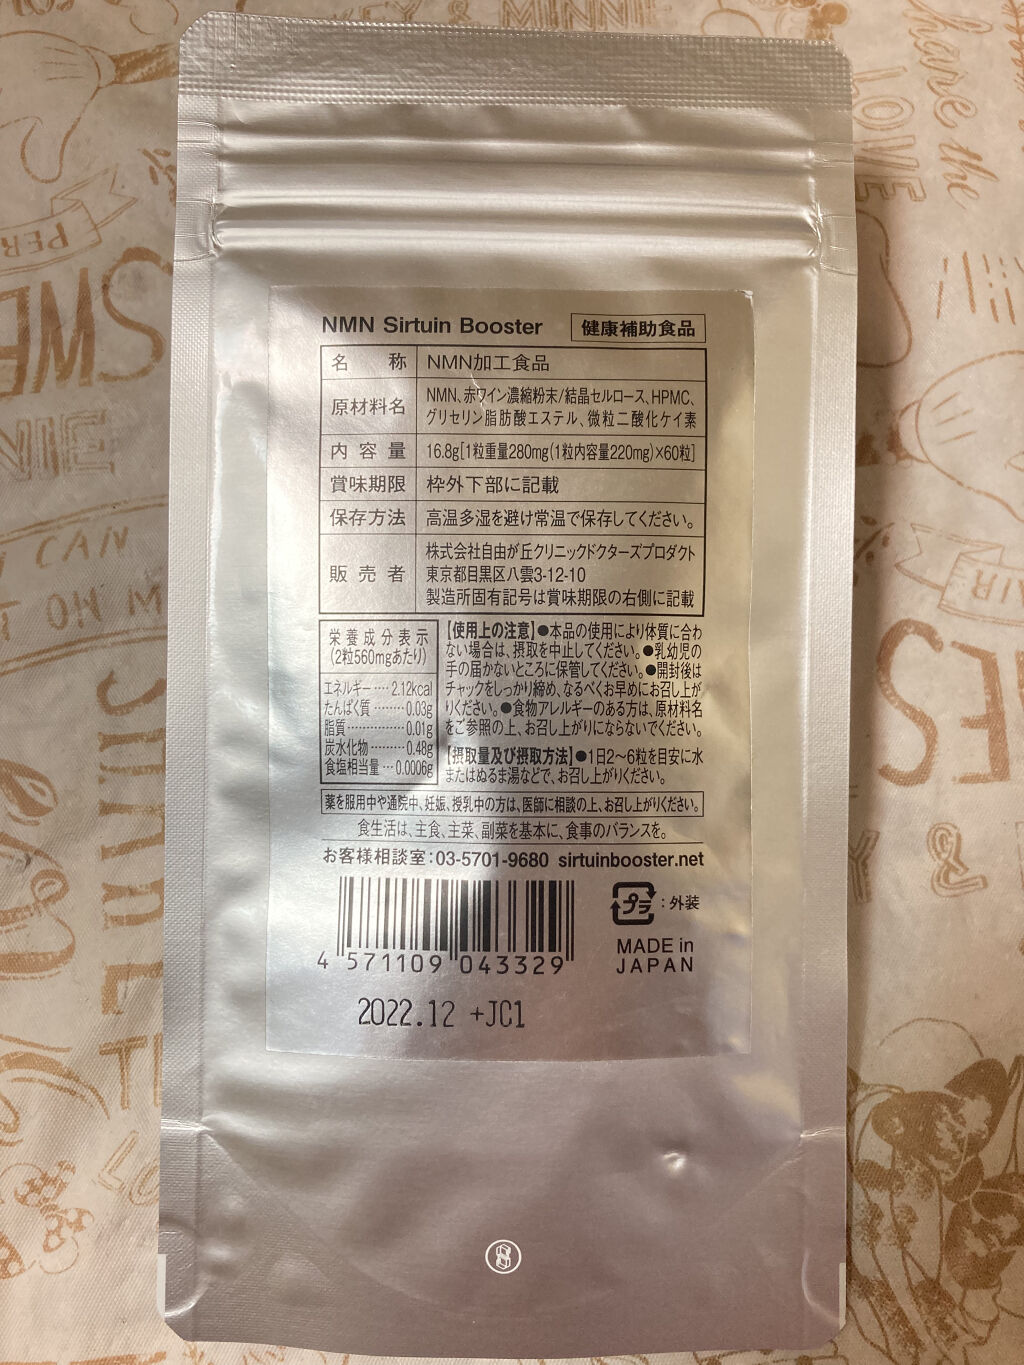 NMN Sirtuin Booster 健康補助食品
名称 NMN加工食品
原材料名 NMN、赤ワイン濃縮粉末/結晶セルロース、HPMC、
グリセリン脂肪酸エステル、微粒二酸化ケイ素
内容量 16.8g[1粒重量280mg(1粒内容量220mg)×60粒]
賞味期限 枠外下部に記載
保存方法 高温多湿を避け常温で保存してください。
販売者 株式会社自由が丘クリニックドクターズプロダクト
東京都目黒区八雲3-12-10
製造所固有記号は賞味期限の右側に記載
栄養成分表示
(2粒560mgあたり)
エネルギー‥‥2.12kcal
たんぱく質………0.03g
脂質………………0.01g
炭水化物………0.48g
食塩相当量…0.0006g
【使用上の注意】●本品の使用により体質に合わ
ない場合は、摂取を中止してください。●乳幼児の
手の届かないところに保管してください。●開封後は
チャックをしっかり締め、なるべくお早めにお召し上が
りください。●食物アレルギーのある方は、原材料名
をご参照の上、お召し上がりにならないでください。
【摂取量及び摂取方法】●1日2～6粒を目安に水
またはぬるま湯などで、お召し上がりください。
薬を服用中や通院中、妊娠、授乳中の方は、医師に相談の上、お召し上がりください。
食生活は、主食、主菜、副菜を基本に、食事のバランスを。
お客様相談室：03-5701-9680 sirtuinbooster.net
4 571109 043329
プラ：外装
MADE in
JAPAN
2022.12 +JC1